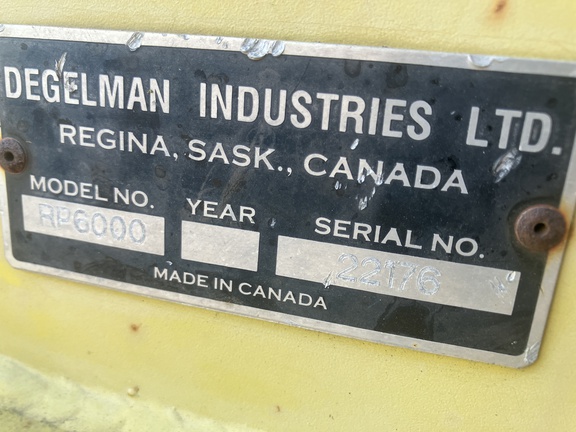 DEGELMAN INDUSTRIES LTD.
REGINA, SASK., CANADA
MODEL NO. YEAR SERIAL NO.
RP6000 22176
MADE IN CANADA